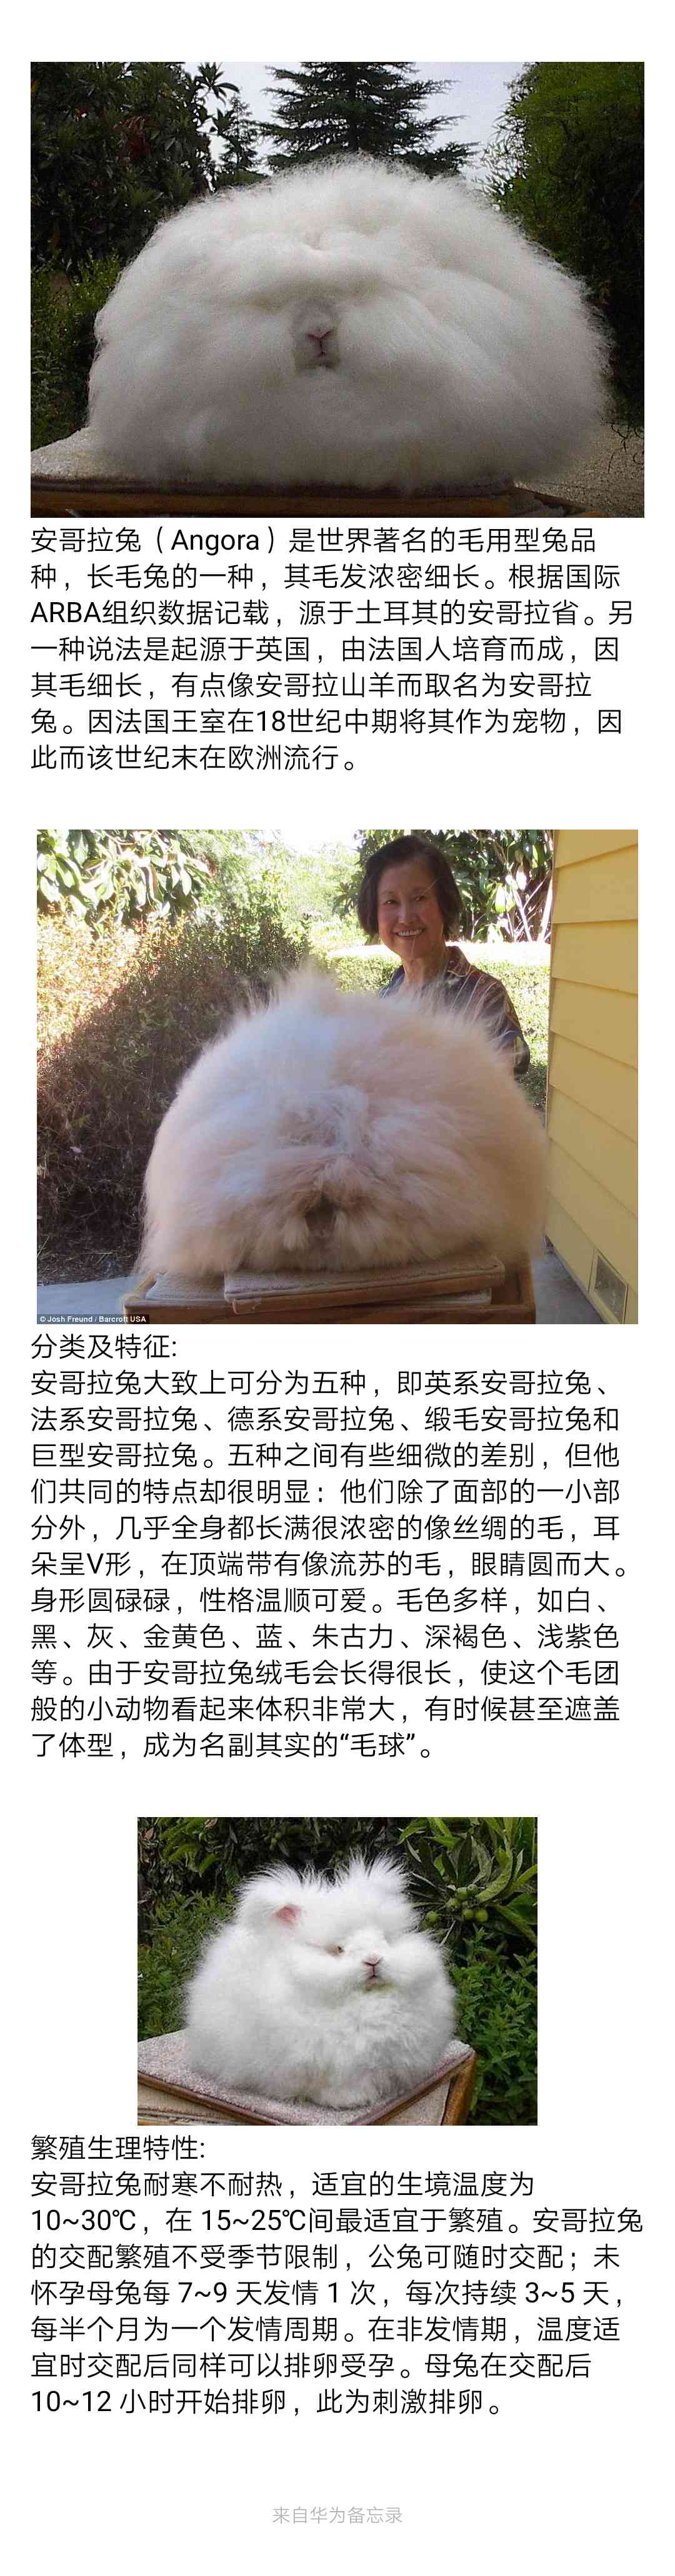 安哥拉兔（Angora）是世界著名的毛用型兔品
种，长毛兔的一种，其毛发浓密细长。根据国际
ARBA组织数据记载，源于土耳其的安哥拉省。另
一种说法是起源于英国，由法国人培育而成，因
其毛细长，有点像安哥拉山羊而取名为安哥拉
兔。因法国王室在18世纪中期将其作为宠物，因
此而该世纪末在欧洲流行。
© Josh Freund / Barcroft USA
分类及特征:
安哥拉兔大致上可分为五种，即英系安哥拉兔、
法系安哥拉兔、德系安哥拉兔、缎毛安哥拉兔和
巨型安哥拉兔。五种之间有些细微的差别，但他
们共同的特点却很明显：他们除了面部的一小部
分外，几乎全身都长满很浓密的像丝绸的毛，耳
朵呈V形，在顶端带有像流苏的毛，眼睛圆而大。
身形圆碌碌，性格温顺可爱。毛色多样，如白、
黑、灰、金黄色、蓝、朱古力、深褐色、浅紫色
等。由于安哥拉兔绒毛会长得很长，使这个毛团
般的小动物看起来体积非常大，有时候甚至遮盖
了体型，成为名副其实的“毛球”。
繁殖生理特性:
安哥拉兔耐寒不耐热，适宜的生境温度为
10~30℃，在 15~25℃间最适宜于繁殖。安哥拉兔
的交配繁殖不受季节限制，公兔可随时交配；未
怀孕母兔每 7~9 天发情 1 次，每次持续 3~5 天，
每半个月为一个发情周期。在非发情期，温度适
宜时交配后同样可以排卵受孕。母兔在交配后
10~12 小时开始排卵，此为刺激排卵。
来自华为备忘录